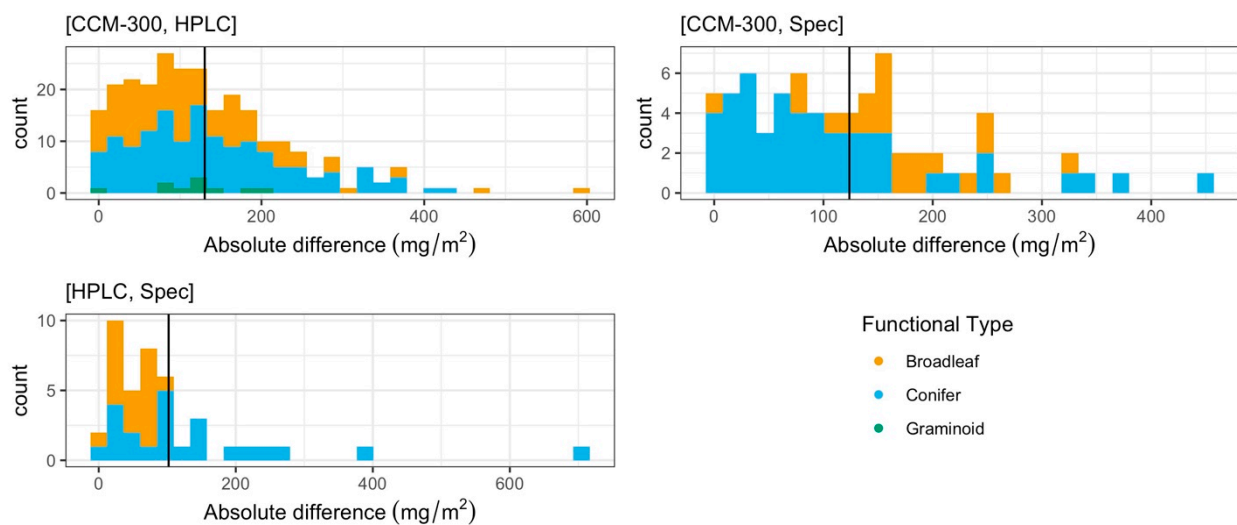 [CCM-300, HPLC]
20
10
0
count
0 200 400 600
Absolute difference (mg/m²)
[CCM-300, Spec]
6
4
2
0
count
0 100 200 300 400
Absolute difference (mg/m²)
[HPLC, Spec]
10
5
0
count
0 200 400 600
Absolute difference (mg/m²)
Functional Type
Broadleaf
Conifer
Graminoid